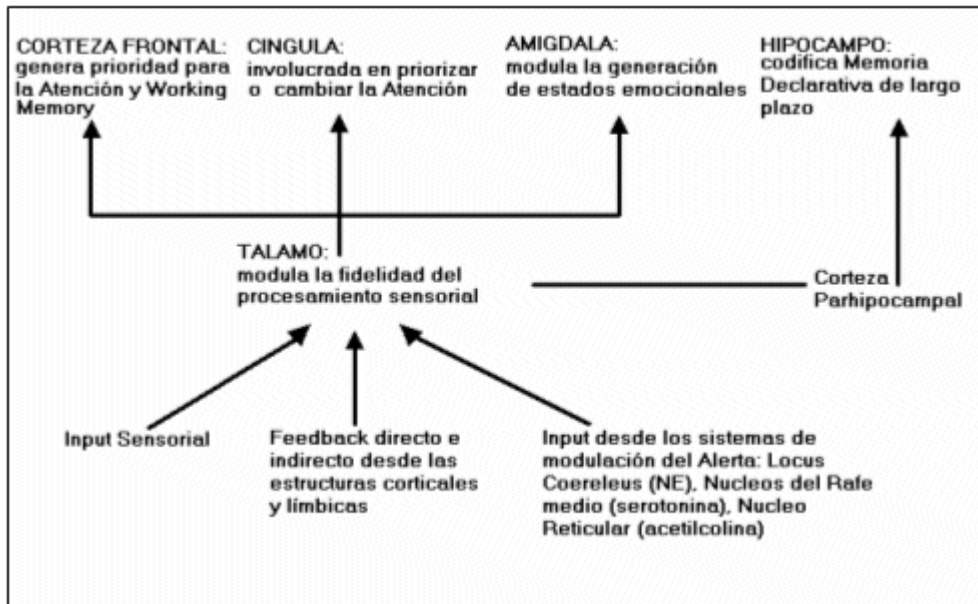 CORTEZA FRONTAL:
genera prioridad para
la Atención y Working
Memory
CINGULA:
involucrada en priorizar
o cambiar la Atención
AMIGDALA:
modula la generación
de estados emocionales
HIPOCAMPO:
codifica Memoria
Declarativa de largo
plazo
TALAMO:
modula la fidelidad del
procesamiento sensorial
Corteza
Parhipocampal
Input Sensorial
Feedback directo e
indirecto desde las
estructuras corticales
y límbicas
Input desde los sistemas de
modulación del Alerta: Locus
Coereleus (NE), Nucleos del Rafe
medio (serotonina), Nucleo
Reticular (acetilcolina)